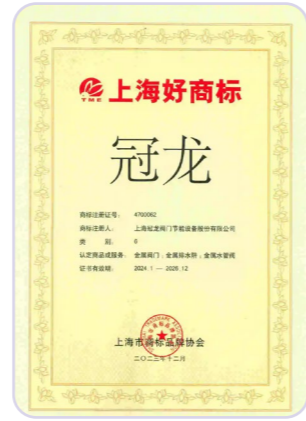 TME 上海好商标
冠龙
商标注册证号： 4700062
商标注册人： 上海冠龙阀门节能设备股份有限公司
类 别： 6
认定商品或服务： 金属阀门；金属排水阱；金属水管阀
证书有效期： 2024.1 — 2026.12
上海市商标品牌协会
二〇二三年十二月